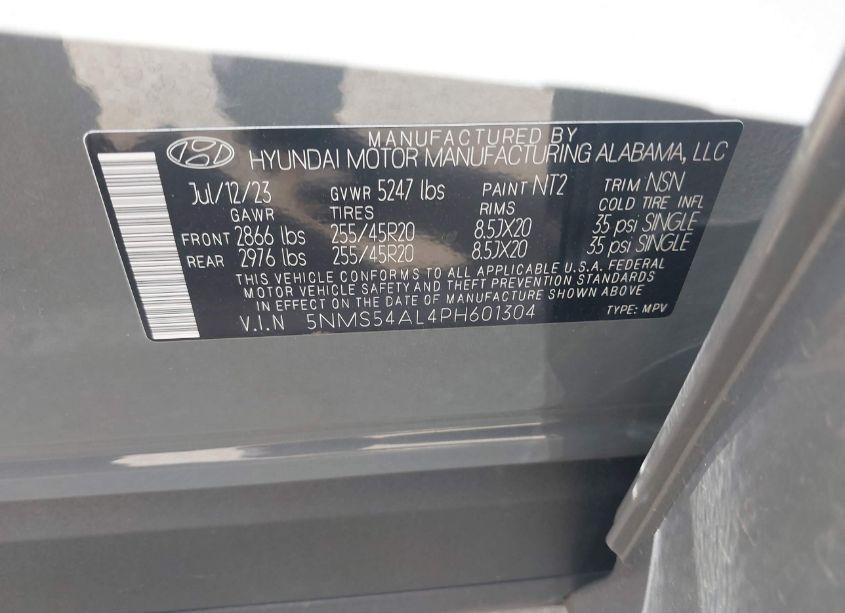 MANUFACTURED BY
HYUNDAI MOTOR MANUFACTURING ALABAMA, LLC
Jul/12/23 GVWR 5247 lbs PAINT NT2 TRIM NSN
GAWR TIRES RIMS COLD TIRE INFL
FRONT 2866 lbs 255/45R20 8.5JX20 35 psi SINGLE
REAR 2976 lbs 255/45R20 8.5JX20 35 psi SINGLE
THIS VEHICLE CONFORMS TO ALL APPLICABLE U.S.A. FEDERAL
MOTOR VEHICLE SAFETY AND THEFT PREVENTION STANDARDS
IN EFFECT ON THE DATE OF MANUFACTURE SHOWN ABOVE
V.I.N 5NMS54AL4PH601304 TYPE: MPV